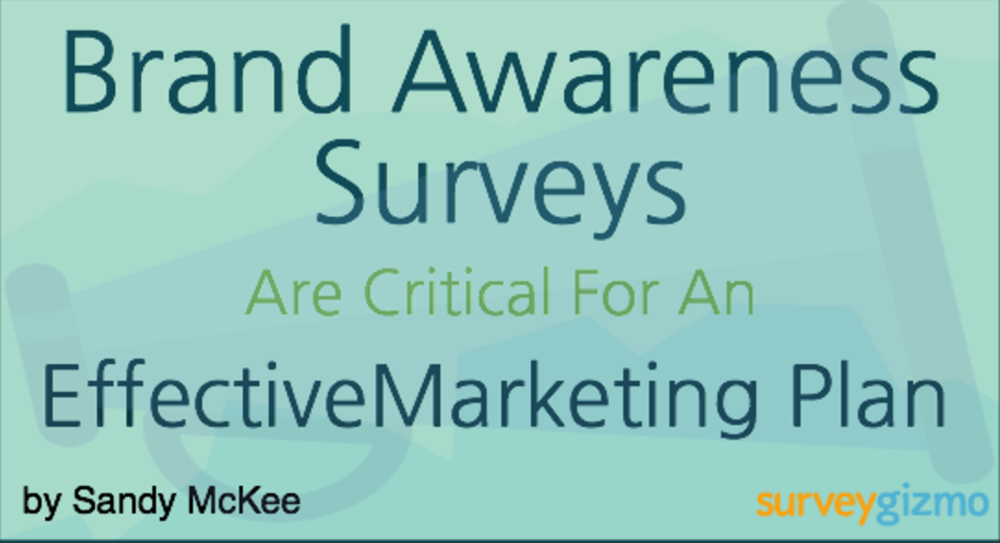 Brand Awareness
Surveys
Are Critical For An
EffectiveMarketing Plan
by Sandy McKee
surveygizmo